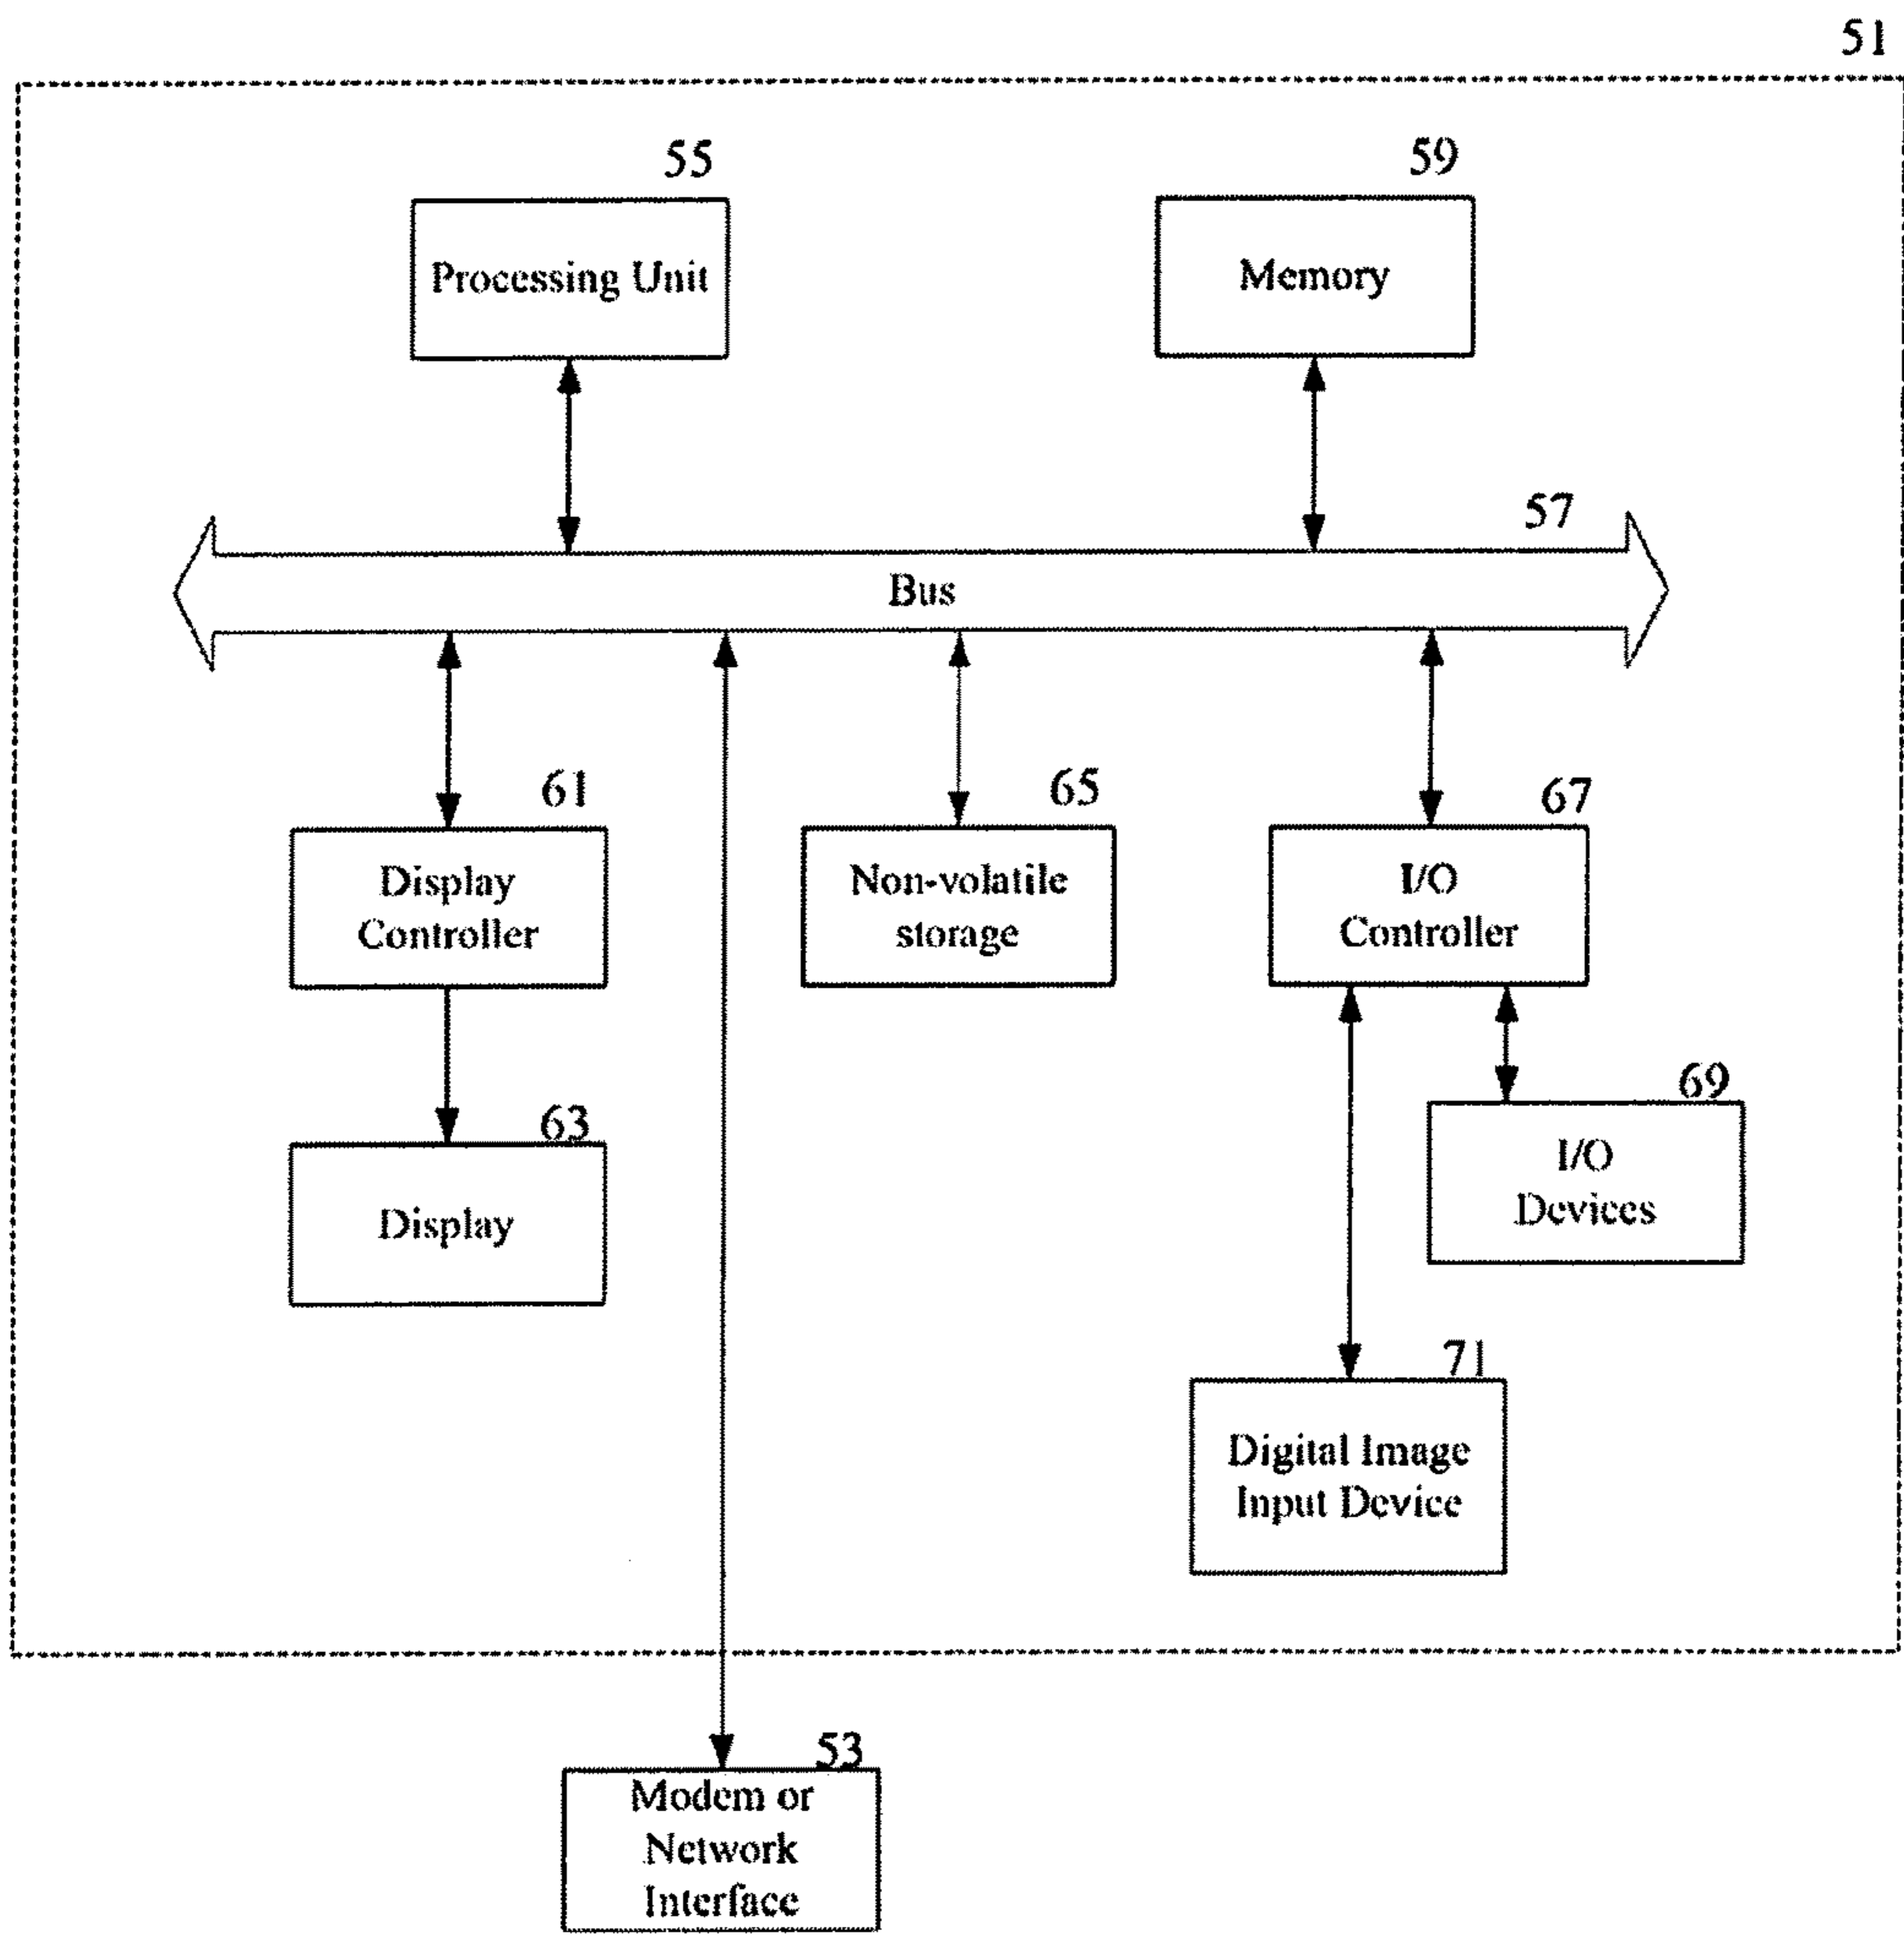 51
55
Processing Unit
59
Memory
57
Bus
61
Display
Controller
65
Non-volatile
storage
67
I/O
Controller
63
Display
69
I/O
Devices
71
Digital Image
Input Device
53
Modem or
Network
Interface